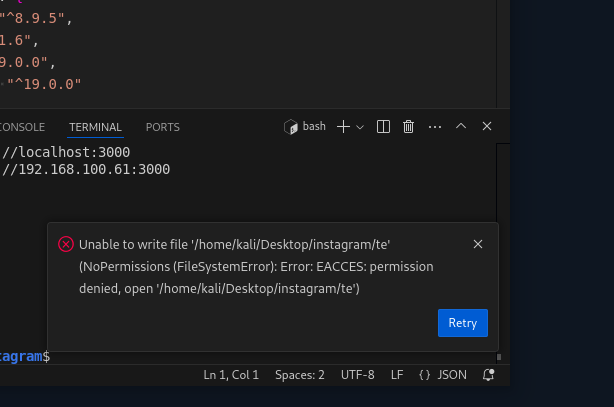 "^8.9.5",
1.6",
9.0.0",
"^19.0.0"
CONSOLE TERMINAL PORTS bash
//localhost:3000
//192.168.100.61:3000
Unable to write file '/home/kali/Desktop/instagram/te'
(NoPermissions (FileSystemError): Error: EACCES: permission
denied, open '/home/kali/Desktop/instagram/te')
Retry
tagram$
Ln 1, Col 1 Spaces: 2 UTF-8 LF {} JSON